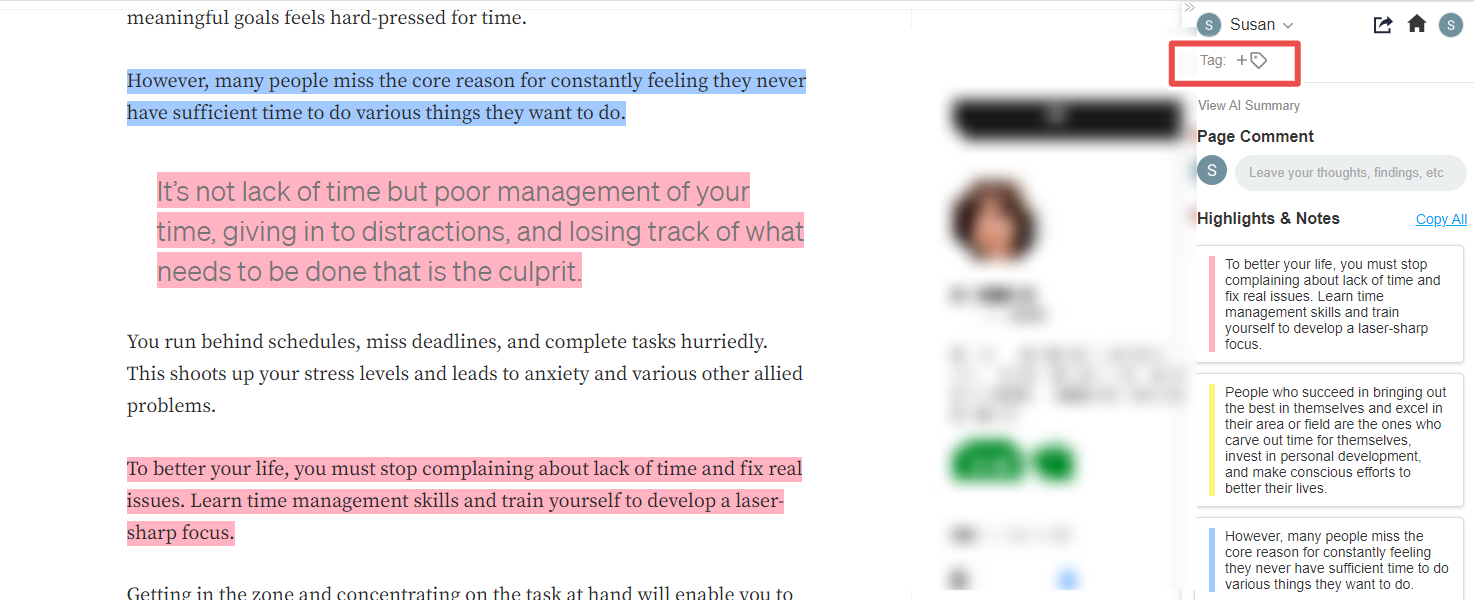 meaningful goals feels hard-pressed for time.
However, many people miss the core reason for constantly feeling they never
have sufficient time to do various things they want to do.
It’s not lack of time but poor management of your
time, giving in to distractions, and losing track of what
needs to be done that is the culprit.
You run behind schedules, miss deadlines, and complete tasks hurriedly.
This shoots up your stress levels and leads to anxiety and various other allied
problems.
To better your life, you must stop complaining about lack of time and fix real
issues. Learn time management skills and train yourself to develop a laser-
sharp focus.
Getting in the zone and concentrating on the task at hand will enable you to
S
Susan
S
Tag: +
View AI Summary
Page Comment
S
Leave your thoughts, findings, etc
Highlights & Notes
Copy All
To better your life, you must stop
complaining about lack of time and
fix real issues. Learn time
management skills and train
yourself to develop a laser-sharp
focus.
People who succeed in bringing out
the best in themselves and excel in
their area or field are the ones who
carve out time for themselves,
invest in personal development,
and make conscious efforts to
better their lives.
However, many people miss the
core reason for constantly feeling
they never have sufficient time to do
various things they want to do.